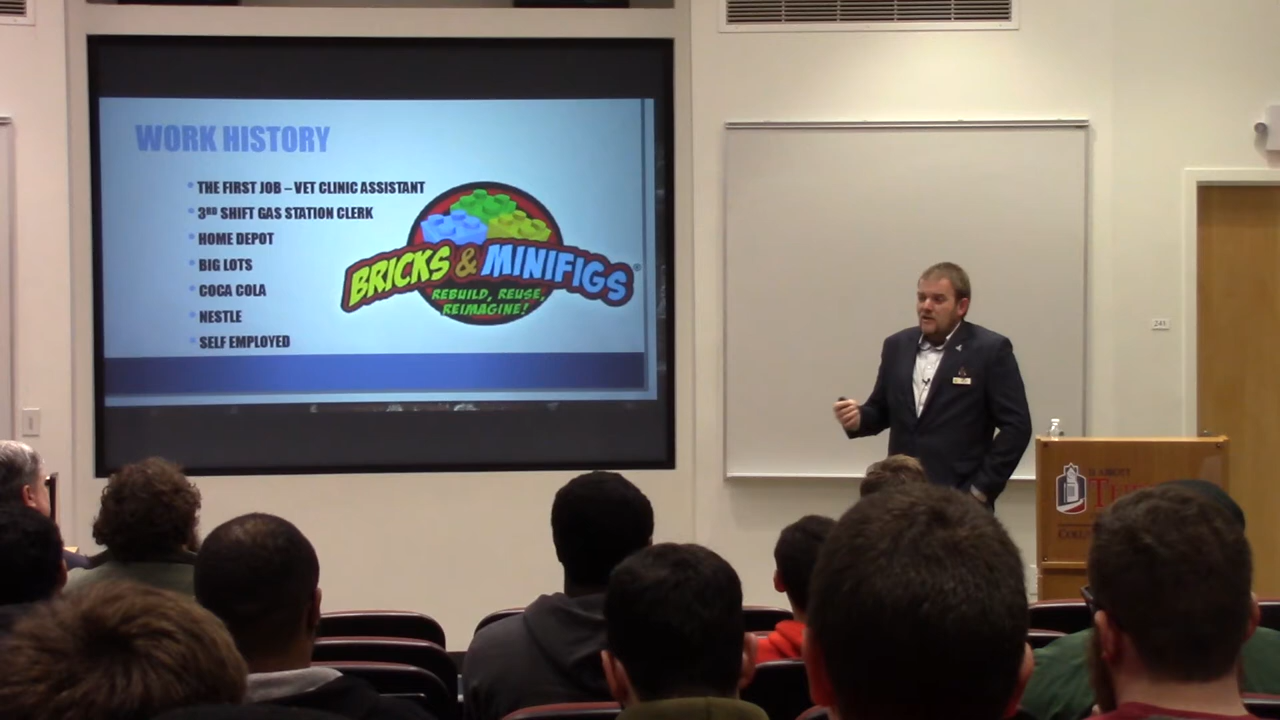 WORK HISTORY
THE FIRST JOB – VET CLINIC ASSISTANT
3RD SHIFT GAS STATION CLERK
HOME DEPOT
BIG LOTS
COCA COLA
NESTLE
SELF EMPLOYED
BRICKS & MINIFIGS®
REBUILD, REUSE,
REIMAGINE!
241